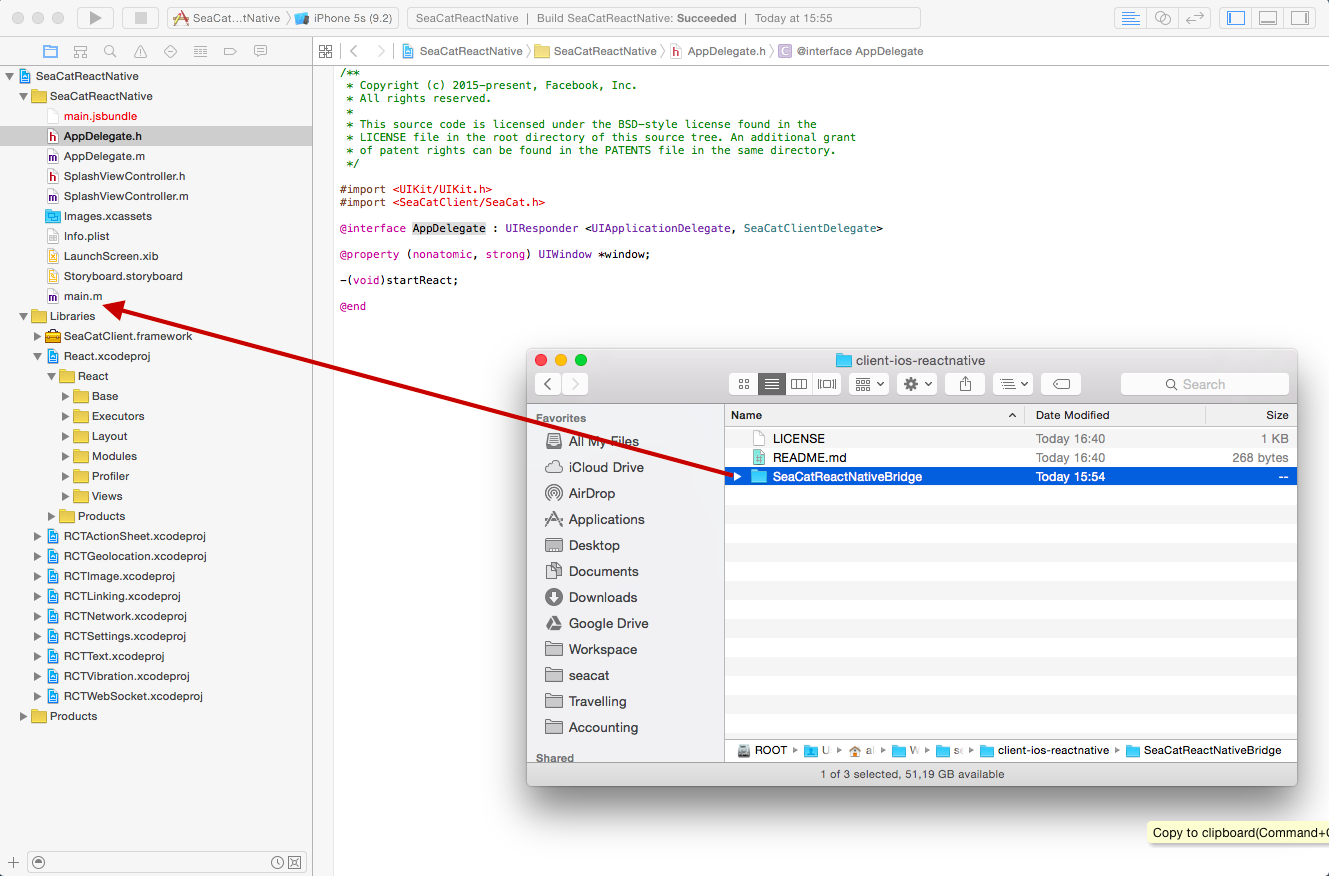 SeaCat...tNative
iPhone 5s (9.2)
SeaCatReactNative
Build SeaCatReactNative: Succeeded
Today at 15:55
SeaCatReactNative
SeaCatReactNative
AppDelegate.h
C
@interface AppDelegate
SeaCatReactNative
SeaCatReactNative
main.jsbundle
AppDelegate.h
AppDelegate.m
SplashViewController.h
SplashViewController.m
Images.xcassets
Info.plist
LaunchScreen.xib
Storyboard.storyboard
main.m
Libraries
SeaCatClient.framework
React.xcodeproj
React
Base
Executors
Layout
Modules
Profiler
Views
Products
RCTActionSheet.xcodeproj
RCTGeolocation.xcodeproj
RCTImage.xcodeproj
RCTLinking.xcodeproj
RCTNetwork.xcodeproj
RCTSettings.xcodeproj
RCTText.xcodeproj
RCTVibration.xcodeproj
RCTWebSocket.xcodeproj
Products
/**
* Copyright (c) 2015-present, Facebook, Inc.
* All rights reserved.
*
* This source code is licensed under the BSD-style license found in the
* LICENSE file in the root directory of this source tree. An additional grant
* of patent rights can be found in the PATENTS file in the same directory.
*/
#import <UIKit/UIKit.h>
#import <SeaCatClient/SeaCat.h>
@interface AppDelegate : UIResponder <UIApplicationDelegate, SeaCatClientDelegate>
@property (nonatomic, strong) UIWindow *window;
-(void)startReact;
@end
client-ios-reactnative
Search
Favorites
All My Files
iCloud Drive
AirDrop
Applications
Desktop
Documents
Downloads
Google Drive
Workspace
seacat
Travelling
Accounting
Shared
Name
Date Modified
Size
LICENSE
Today 16:40
1 KB
README.md
Today 16:40
268 bytes
SeaCatReactNativeBridge
Today 15:54
--
ROOT
U
client-ios-reactnative
SeaCatReactNativeBridge
1 of 3 selected, 51,19 GB available
Copy to clipboard(Command+